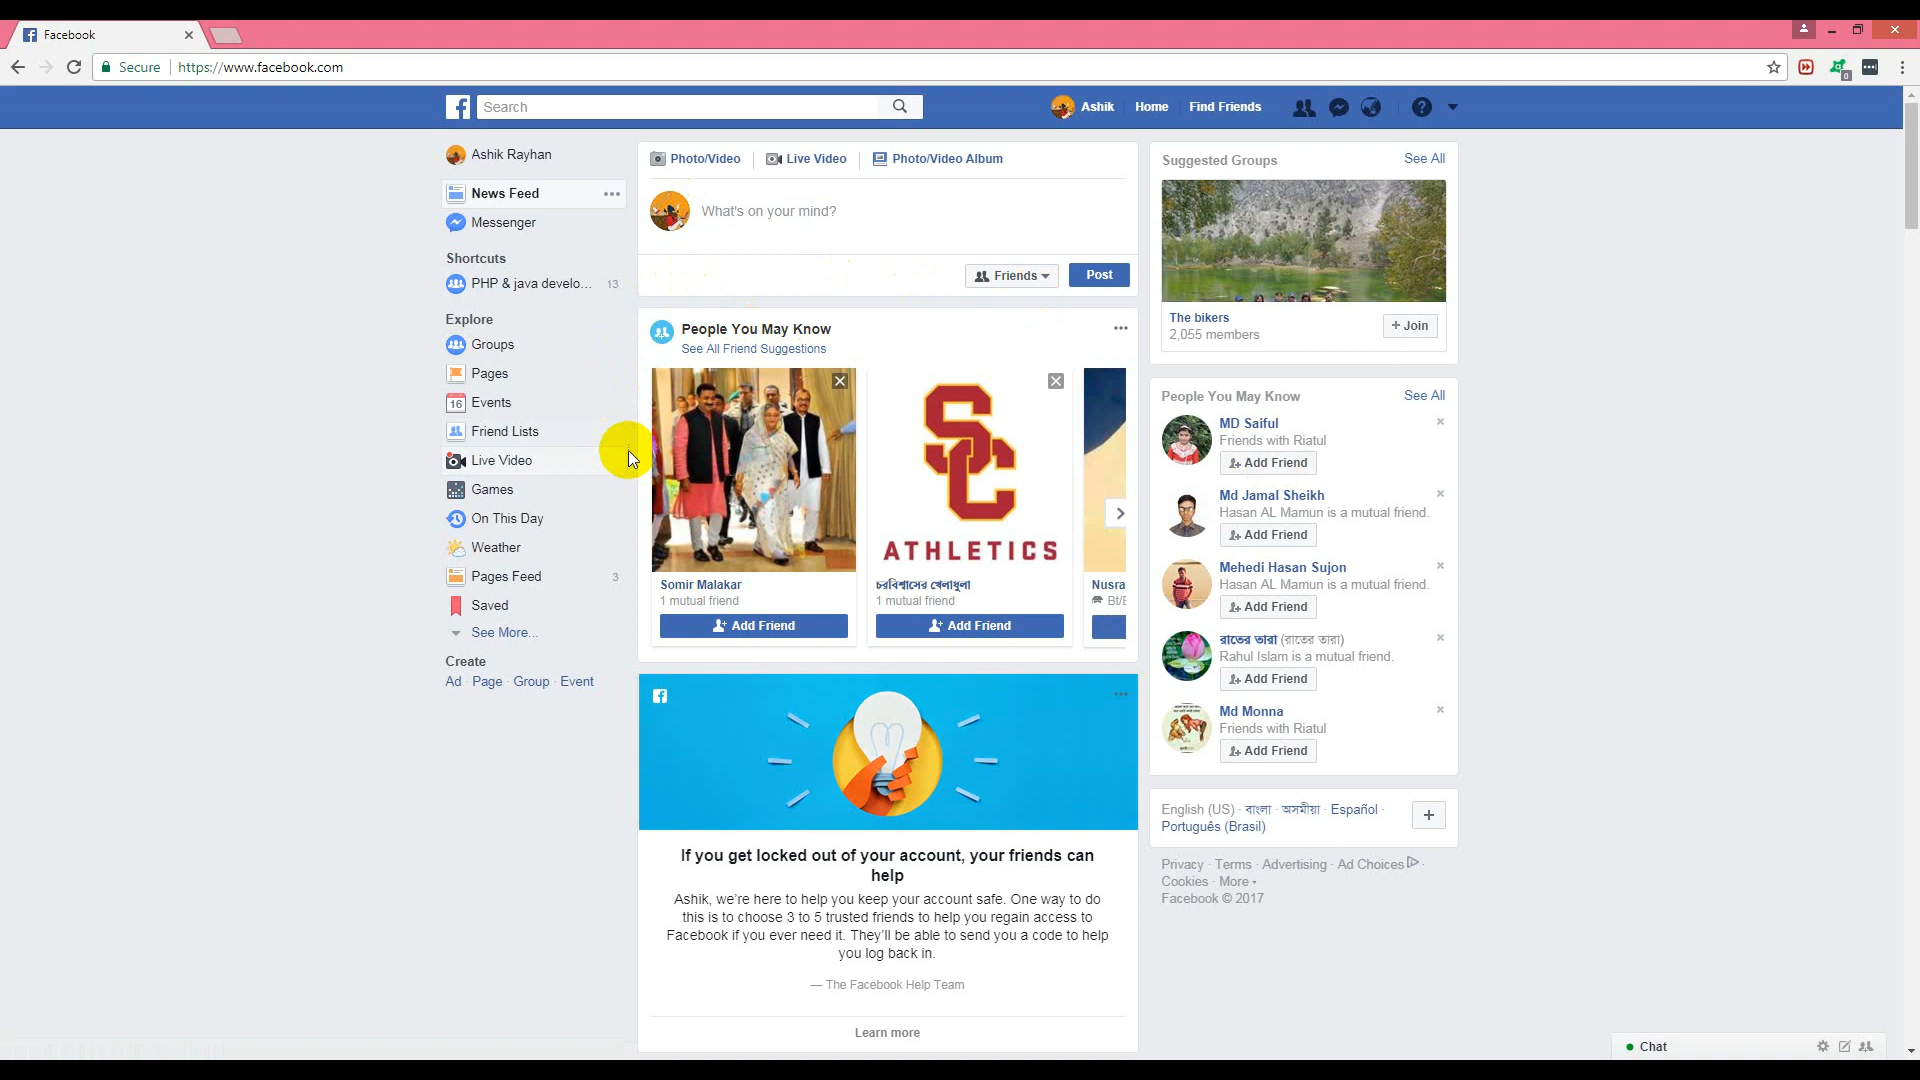 Facebook
Secure https://www.facebook.com
0
Search
Ashik Home Find Friends
Ashik Rayhan
News Feed
Messenger
Shortcuts
PHP & java develo... 13
Explore
Groups
Pages
16 Events
Friend Lists
Live Video
Games
On This Day
Weather
Pages Feed 3
Saved
See More...
Create
Ad · Page · Group · Event
Photo/Video Live Video Photo/Video Album
What's on your mind?
Friends Post
People You May Know
See All Friend Suggestions
SC
ATHLETICS
Somir Malakar
1 mutual friend
Add Friend
চরবিশ্বাসের খেলাধুলা
1 mutual friend
Add Friend
Nusra
If you get locked out of your account, your friends can
help
Ashik, we're here to help you keep your account safe. One way to do
this is to choose 3 to 5 trusted friends to help you regain access to
Facebook if you ever need it. They'll be able to send you a code to help
you log back in.
— The Facebook Help Team
Learn more
Suggested Groups See All
The bikers
2,055 members
+ Join
People You May Know See All
MD Saiful
Friends with Riatul
Add Friend
Md Jamal Sheikh
Hasan AL Mamun is a mutual friend.
Add Friend
Mehedi Hasan Sujon
Hasan AL Mamun is a mutual friend.
Add Friend
রাতের তারা (রাতের তারা)
Rahul Islam is a mutual friend.
Add Friend
Md Monna
Friends with Riatul
Add Friend
English (US) · বাংলা · অসমীয়া · Español ·
Português (Brasil)
Privacy · Terms · Advertising · Ad Choices ·
Cookies · More
Facebook © 2017
Chat